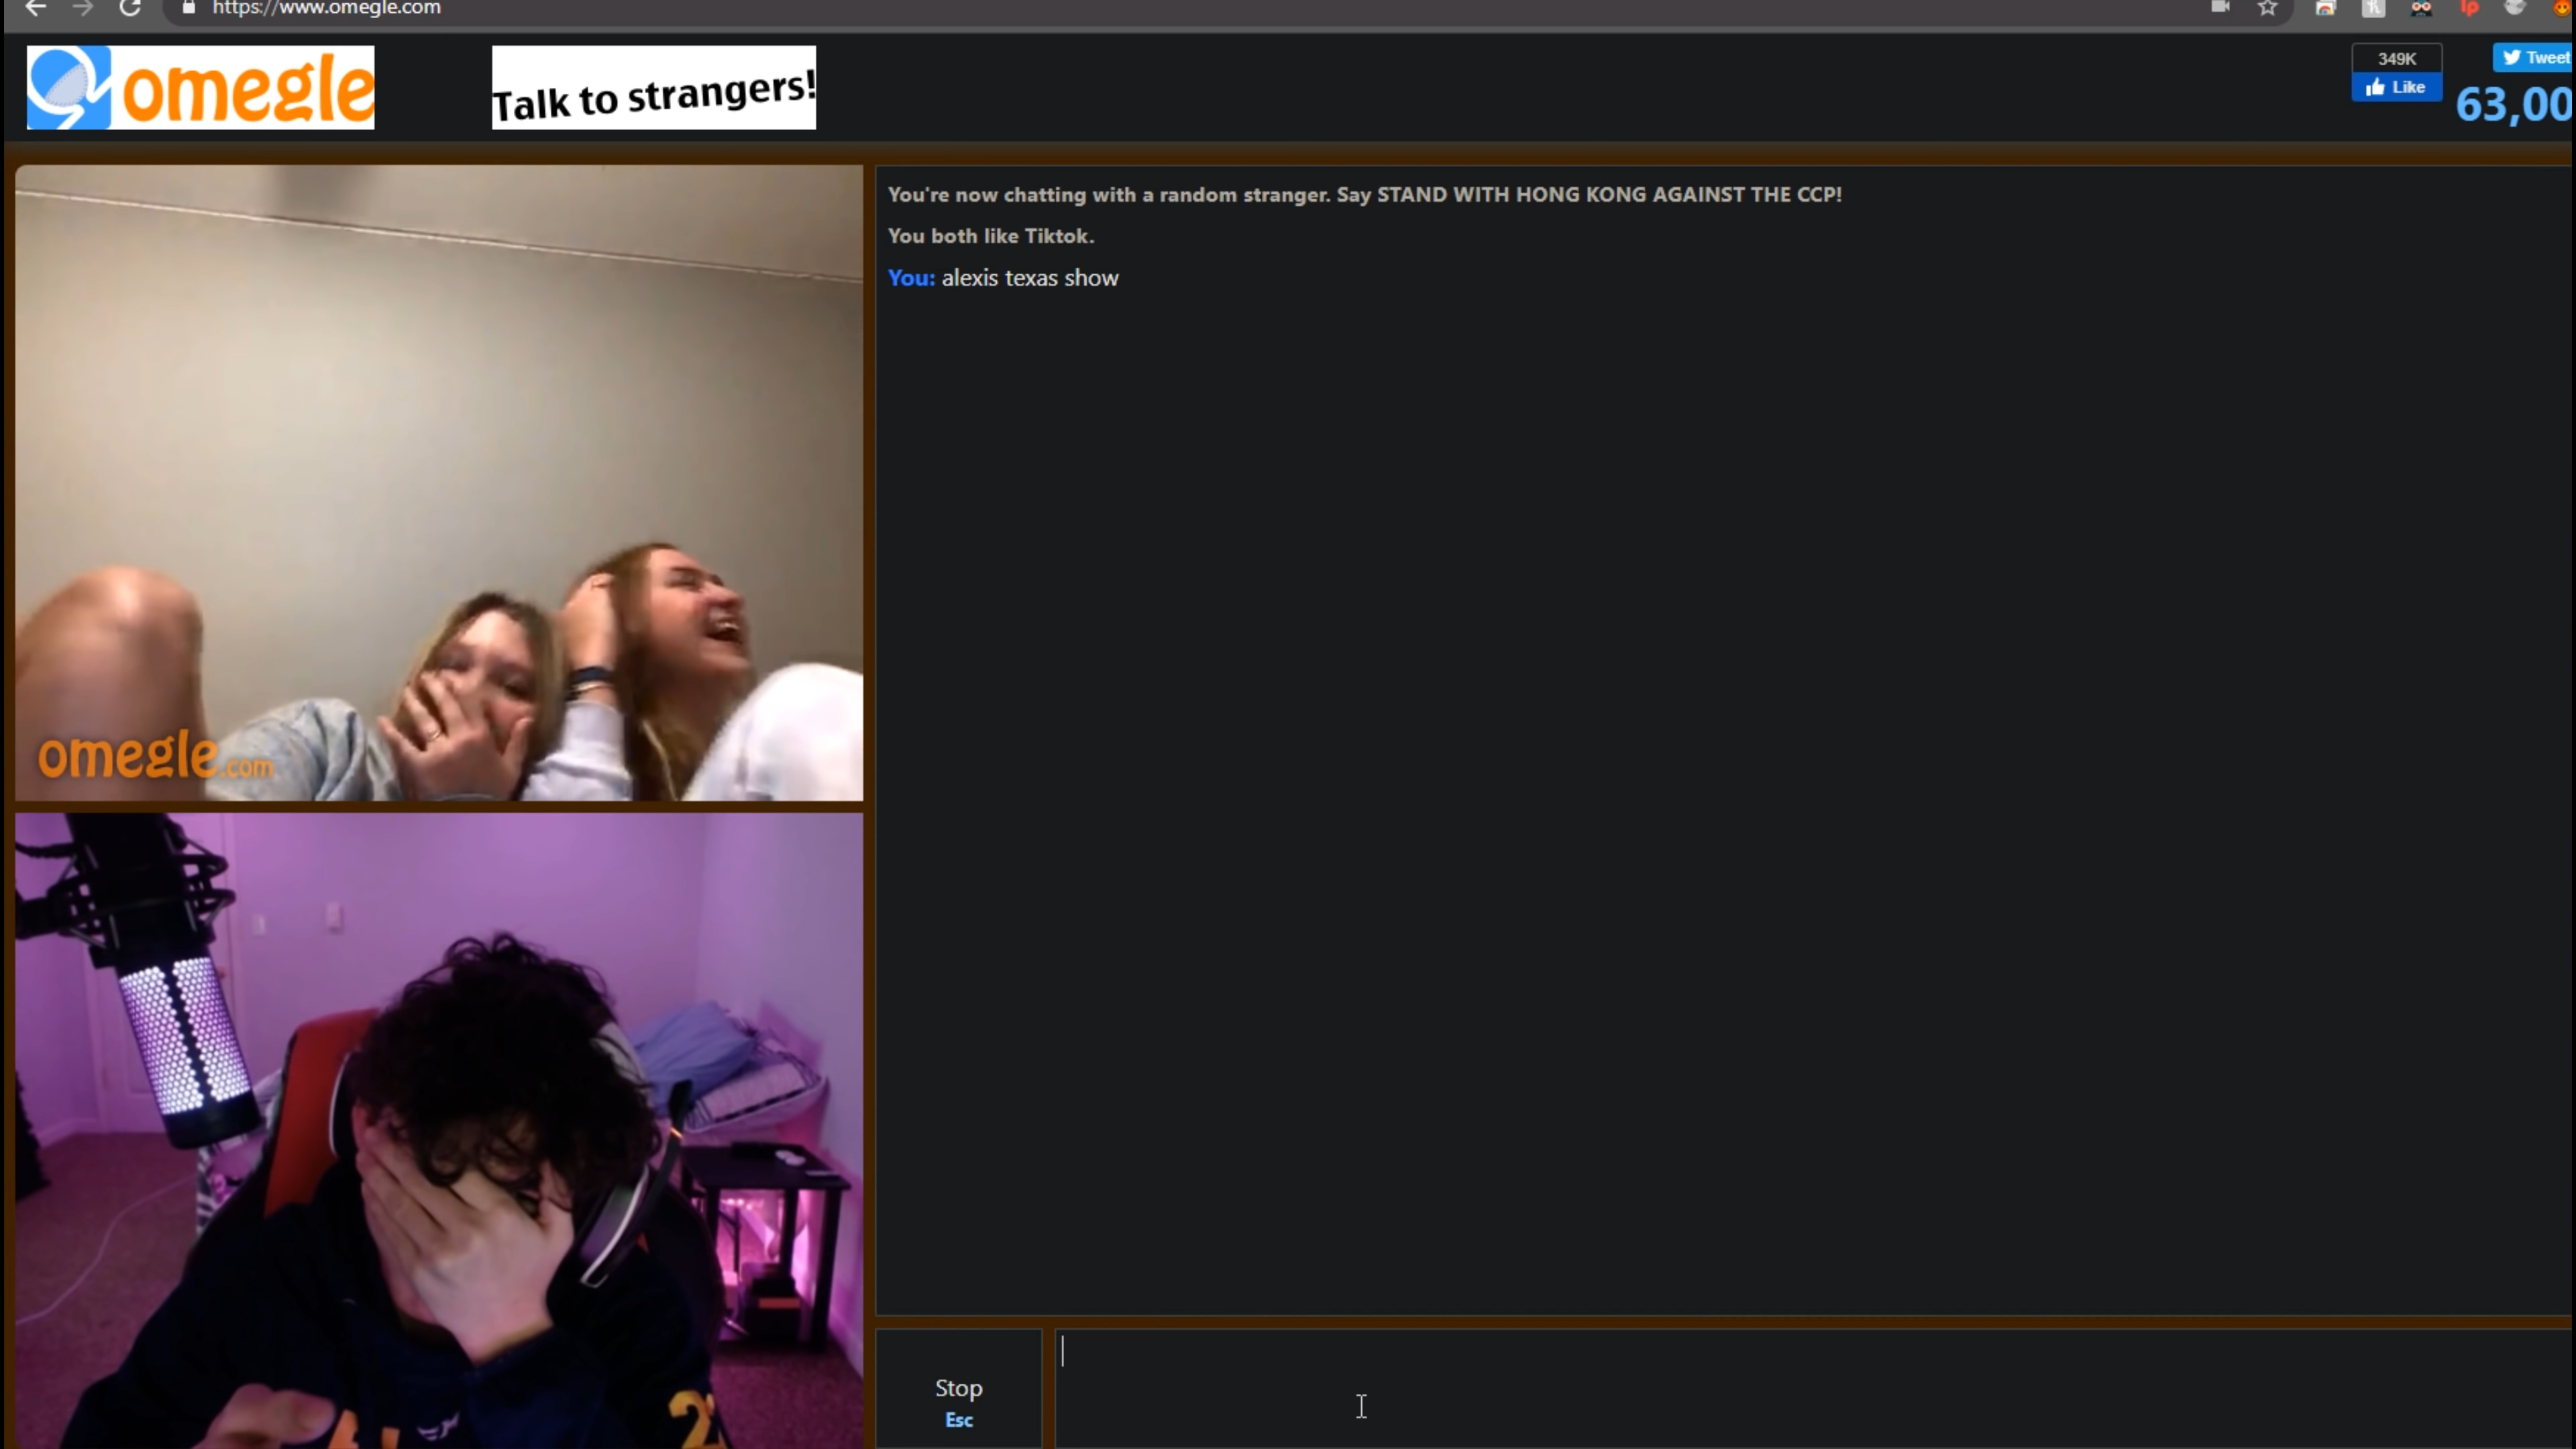 https://www.omegle.com
omegle
Talk to strangers!
349K
Like
Tweet
63,00
You're now chatting with a random stranger. Say STAND WITH HONG KONG AGAINST THE CCP!
You both like Tiktok.
You: alexis texas show
omegle.com
Stop
Esc